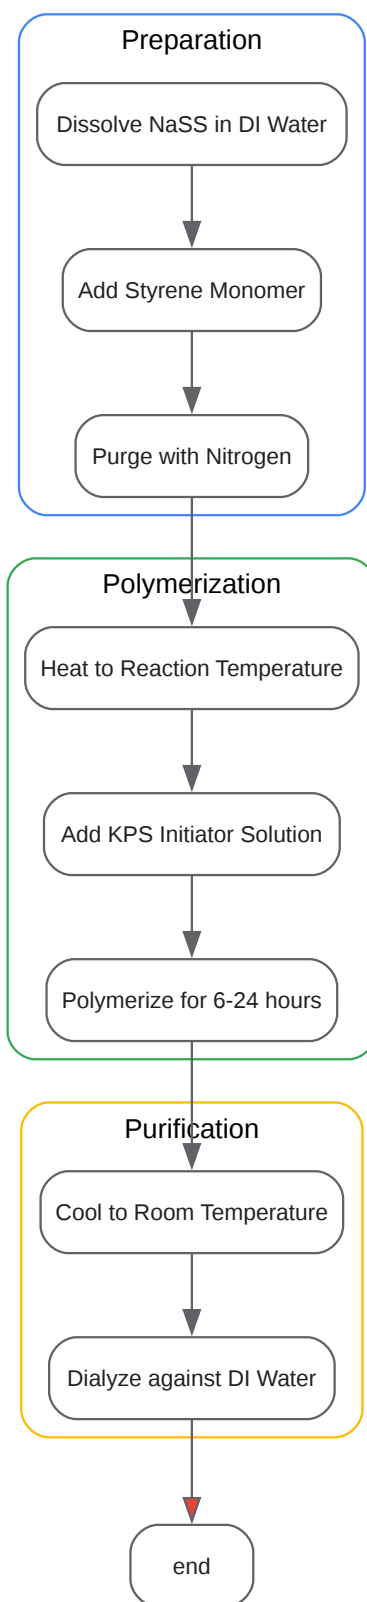 Preparation
Dissolve NaSS in DI Water
Add Styrene Monomer
Purge with Nitrogen
Polymerization
Heat to Reaction Temperature
Add KPS Initiator Solution
Polymerize for 6-24 hours
Purification
Cool to Room Temperature
Dialyze against DI Water
end